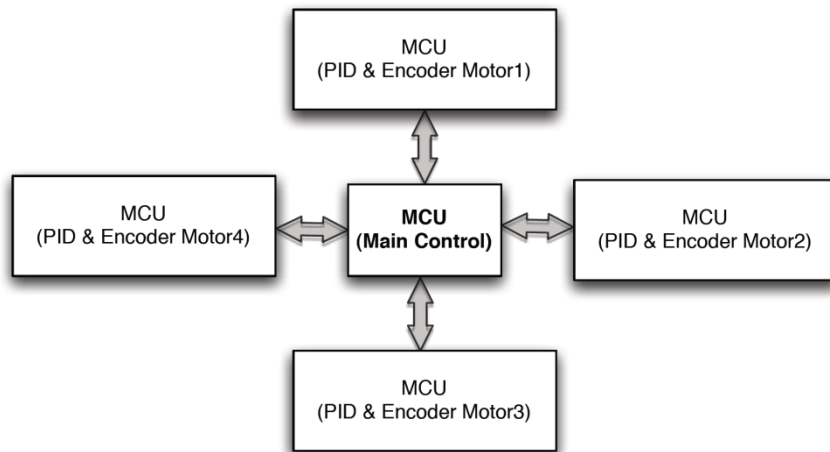 MCU
(PID & Encoder Motor1)
MCU
(PID & Encoder Motor4)
MCU
(Main Control)
MCU
(PID & Encoder Motor2)
MCU
(PID & Encoder Motor3)